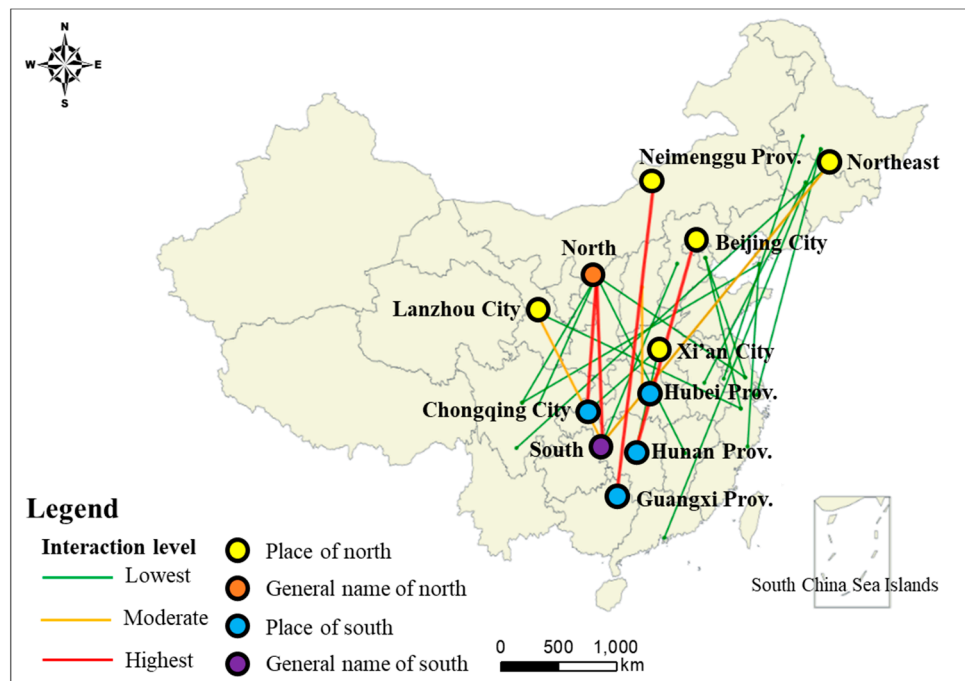 N
W E
S
Neimenggu Prov.
Northeast
Beijing City
North
Lanzhou City
Xi'an City
Hubei Prov.
Chongqing City
South
Hunan Prov.
Guangxi Prov.
Legend
Interaction level
Lowest
Moderate
Highest
Place of north
General name of north
Place of south
General name of south
0 500 1,000
km
South China Sea Islands